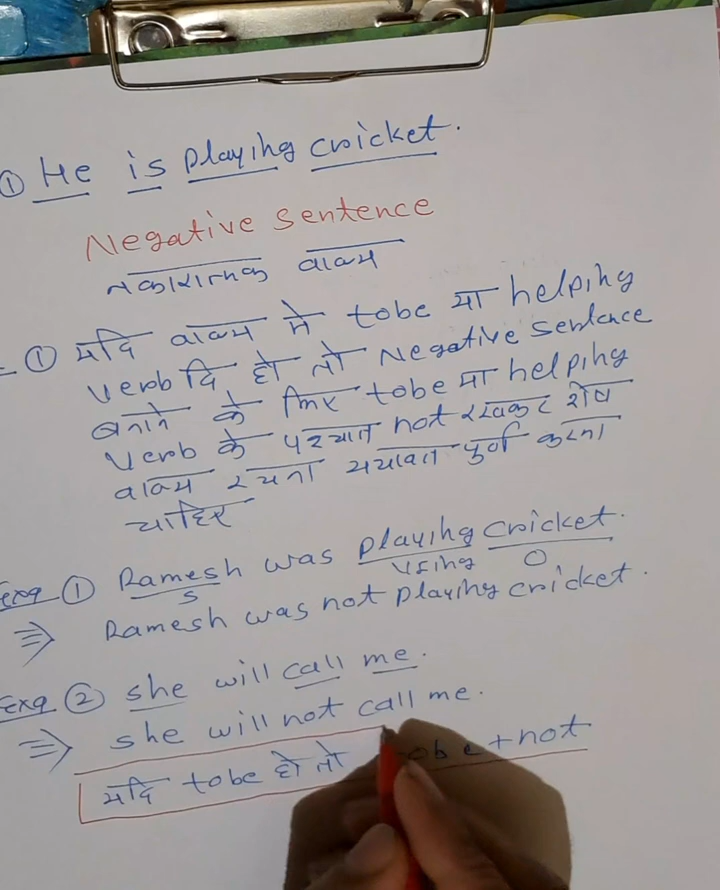 ① He is playing cricket.
Negative Sentence
नकारात्मक वाक्य
① यदि वाक्य में tobe या helping
verb दि हो तो Negative Sentence
बनाने के लिए tobe या helping
verb के पश्चात not रखकर शेष
वाक्य रचना यथावत पूर्ण करना
चाहिए
Exa ① Ramesh was playing cricket.
S Ving O
⇒ Ramesh was not playing cricket.
Exa ② she will call me.
⇒ she will not call me.
यदि tobe हो तो tobe + not